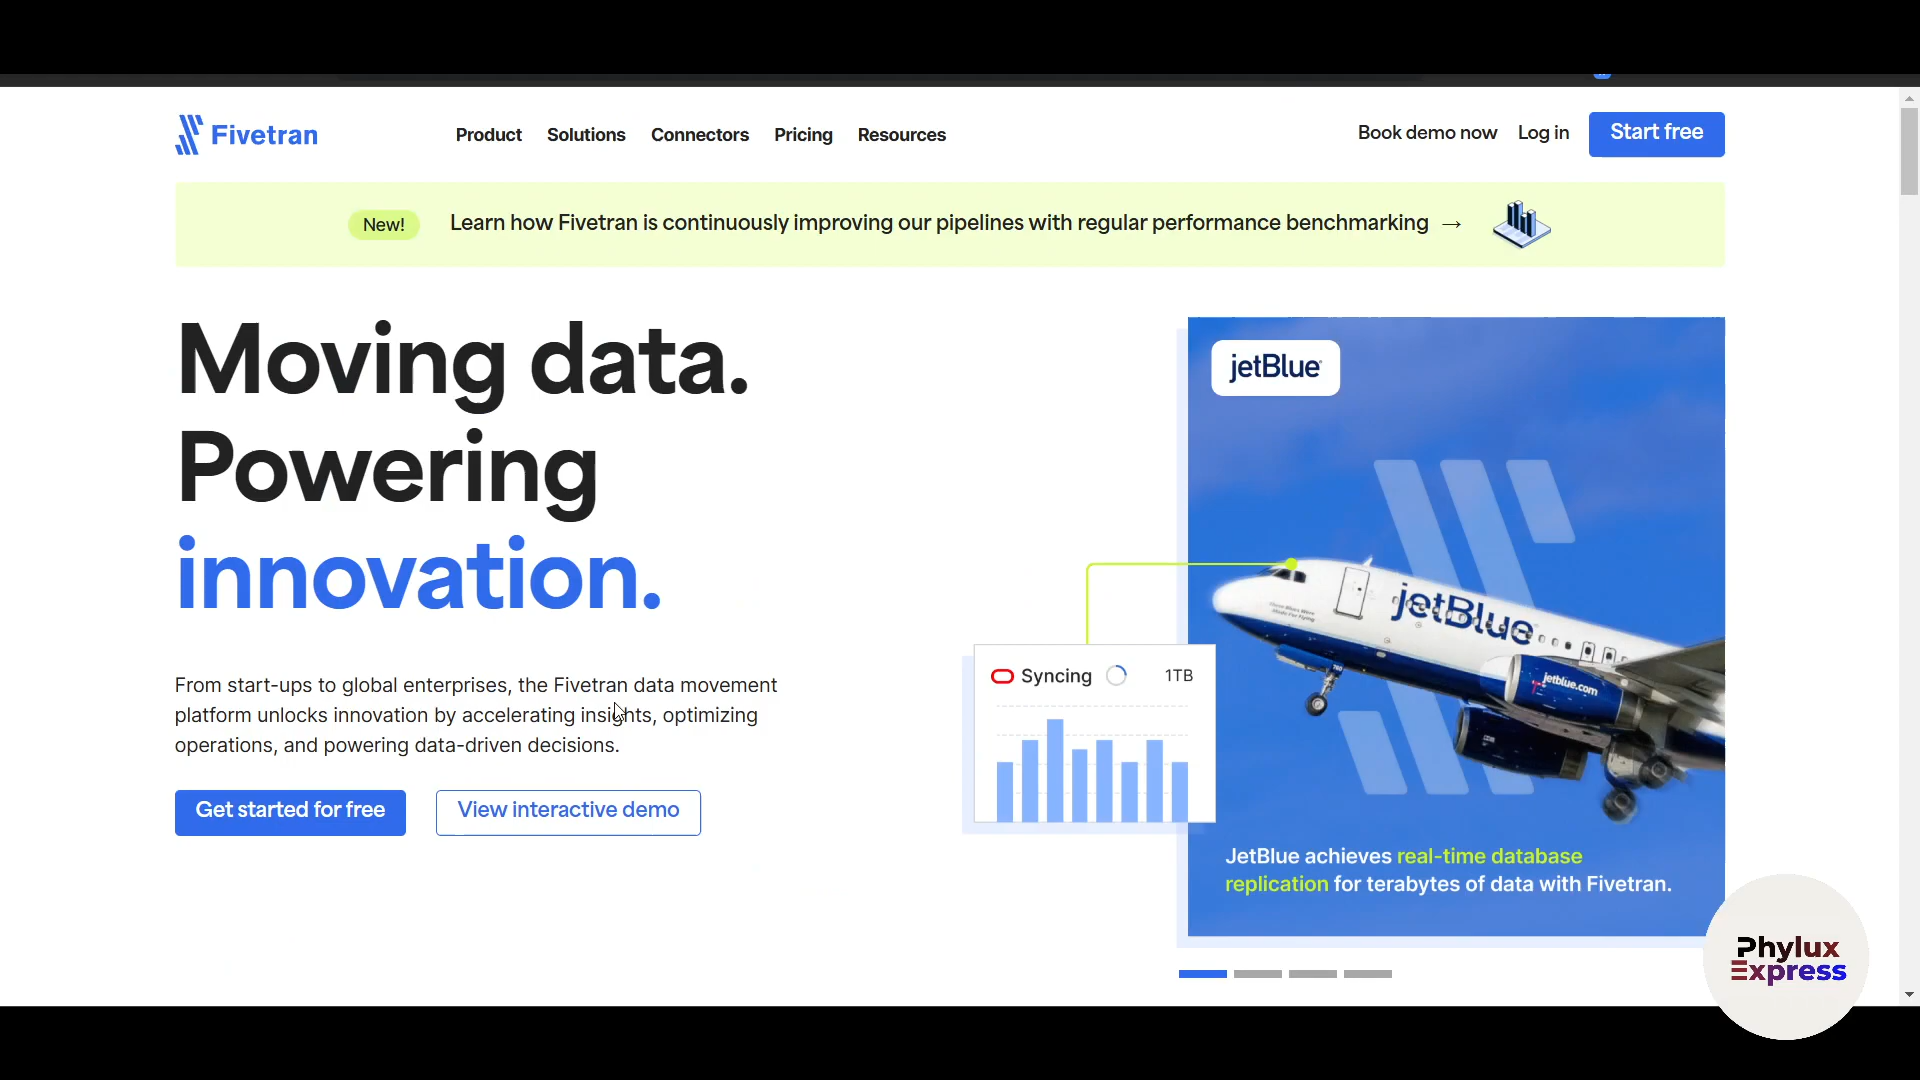 Fivetran
Product Solutions Connectors Pricing Resources
Book demo now Log in Start free
New! Learn how Fivetran is continuously improving our pipelines with regular performance benchmarking →
Moving data.
Powering
innovation.
From start-ups to global enterprises, the Fivetran data movement
platform unlocks innovation by accelerating insights, optimizing
operations, and powering data-driven decisions.
Get started for free View interactive demo
jetBlue
jetBlue
jetblue.com
Syncing 1TB
JetBlue achieves real-time database
replication for terabytes of data with Fivetran.
Phylux
Express